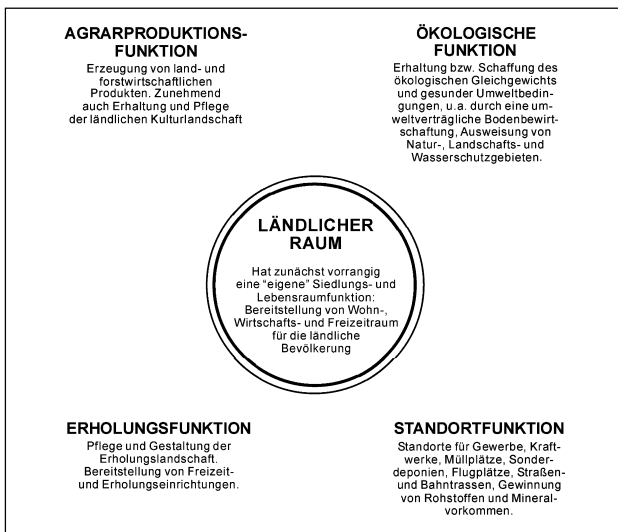 AGRARPRODUKTIONS-
FUNKTION
Erzeugung von land- und
forstwirtschaftlichen
Produkten. Zunehmend
auch Erhaltung und Pflege
der ländlichen Kulturlandschaft
ÖKOLOGISCHE
FUNKTION
Erhaltung bzw. Schaffung des
ökologischen Gleichgewichts
und gesunder Umweltbedin-
gungen, u.a. durch eine um-
weltverträgliche Bodenbewirt-
schaftung, Ausweisung von
Natur-, Landschafts- und
Wasserschutzgebieten.
LÄNDLICHER
RAUM
Hat zunächst vorrangig
eine "eigene" Siedlungs- und
Lebensraumfunktion:
Bereitstellung von Wohn-,
Wirtschafts- und Freizeitraum
für die ländliche
Bevölkerung
ERHOLUNGSFUNKTION
Pflege und Gestaltung der
Erholungslandschaft.
Bereitstellung von Freizeit-
und Erholungseinrichtungen.
STANDORTFUNKTION
Standorte für Gewerbe, Kraft-
werke, Müllplätze, Sonder-
deponien, Flugplätze, Straßen-
und Bahntrassen, Gewinnung
von Rohstoffen und Mineral-
vorkommen.